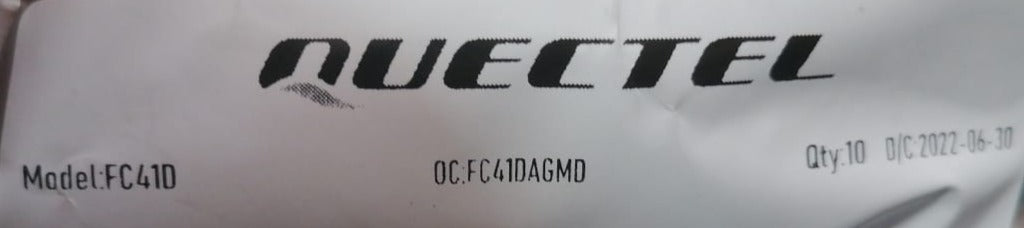 QUECTEL
Model:FC41D OC:FC41DAGMD Qty:10 D/C:2022-06-30